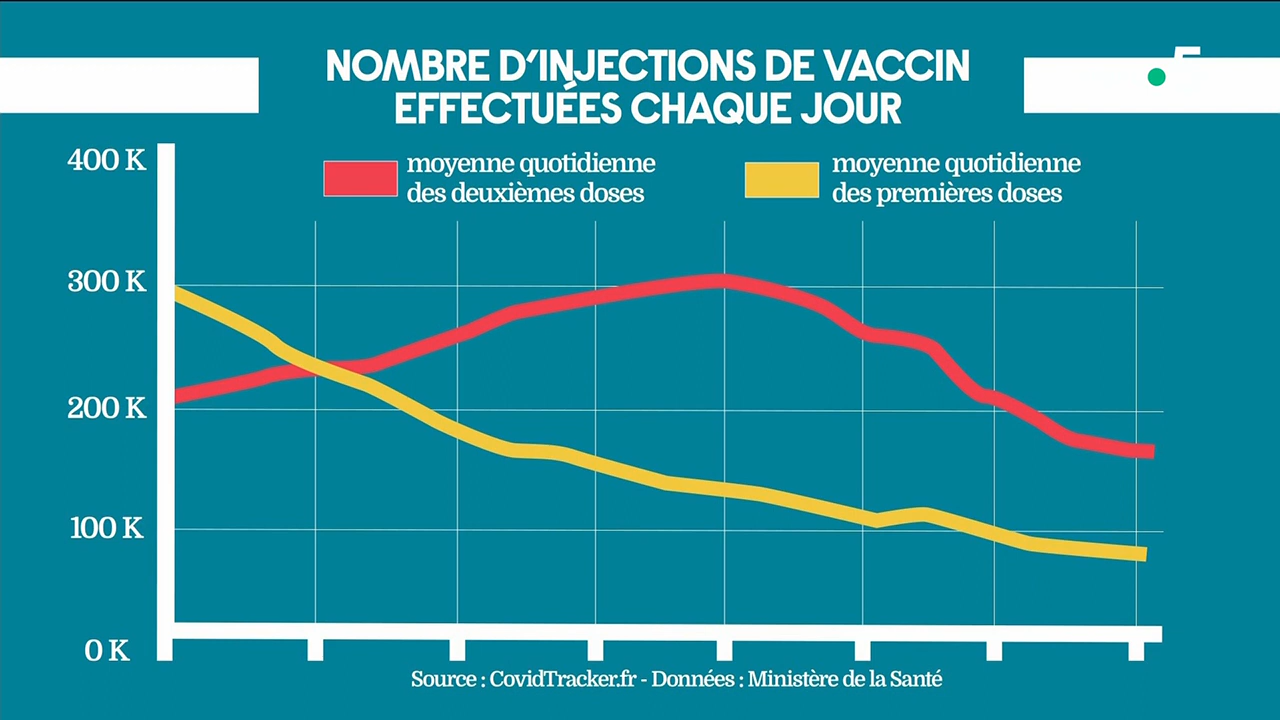 NOMBRE D'INJECTIONS DE VACCIN
EFFECTUÉES CHAQUE JOUR
5
moyenne quotidienne
des deuxièmes doses
moyenne quotidienne
des premières doses
400 K
300 K
200 K
100 K
0 K
Source : CovidTracker.fr - Données : Ministère de la Santé